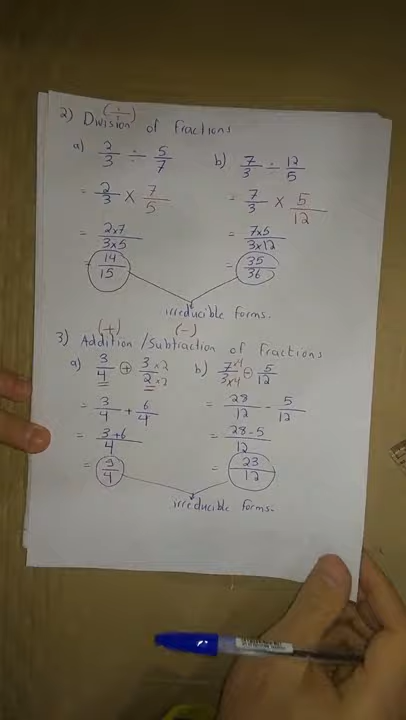 2) Division of Fractions (÷)
a) 2/3 ÷ 5/7
= 2/3 × 7/5
= 2×7/3×5
= 14/15
b) 7/3 ÷ 12/5
= 7/3 × 5/12
= 7×5/3×12
= 35/36
irreducible forms.
3) Addition / Subtraction of Fractions (+) (-)
a) 3/4 + 3×2/2×2
= 3/4 + 6/4
= 3+6/4
= 9/4
b) 7×4/3×4 - 5/12
= 28/12 - 5/12
= 28-5/12
= 23/12
irreducible forms.